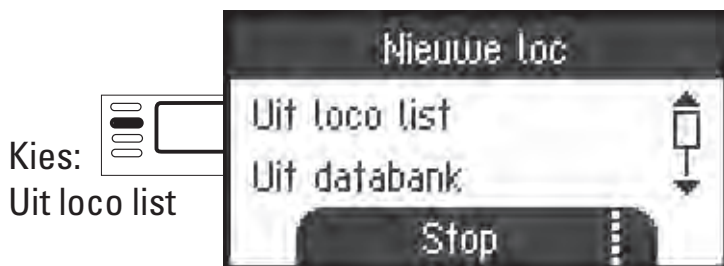 Nieuwe loc
Uit loco list
Uit databank
Stop
Kies:
Uit loco list